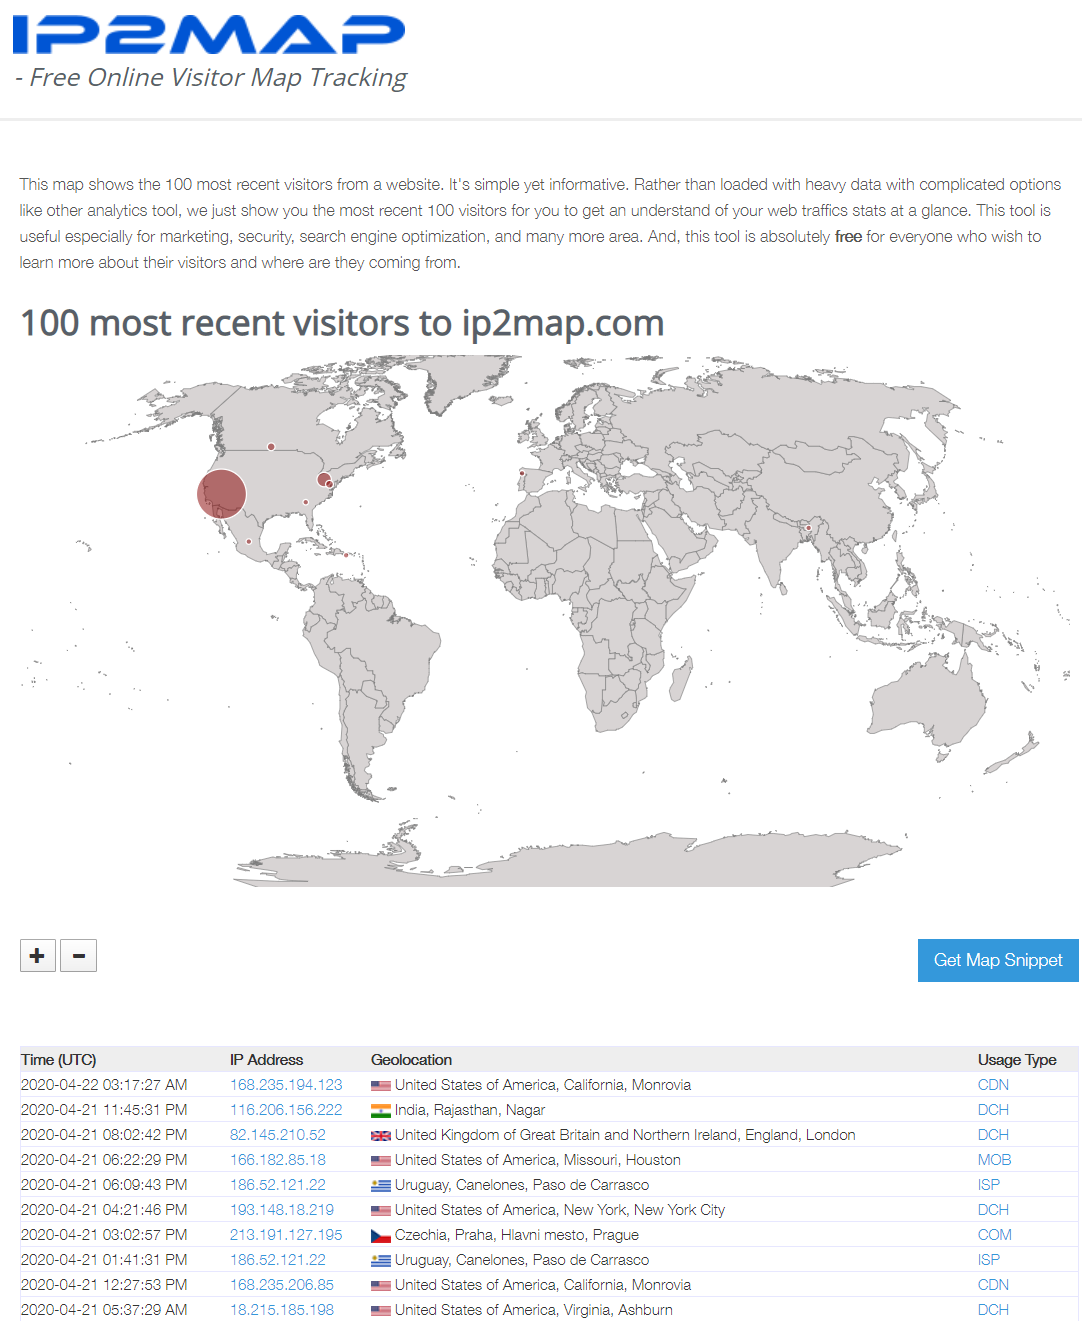 IP2MAP
- Free Online Visitor Map Tracking
This map shows the 100 most recent visitors from a website. It's simple yet informative. Rather than loaded with heavy data with complicated options
like other analytics tool, we just show you the most recent 100 visitors for you to get an understand of your web traffics stats at a glance. This tool is
useful especially for marketing, security, search engine optimization, and many more area. And, this tool is absolutely free for everyone who wish to
learn more about their visitors and where are they coming from.
100 most recent visitors to ip2map.com
+ -
Get Map Snippet
Time (UTC) IP Address Geolocation Usage Type
2020-04-22 03:17:27 AM 168.235.194.123 United States of America, California, Monrovia CDN
2020-04-21 11:45:31 PM 116.206.156.222 India, Rajasthan, Nagar DCH
2020-04-21 08:02:42 PM 82.145.210.52 United Kingdom of Great Britain and Northern Ireland, England, London DCH
2020-04-21 06:22:29 PM 166.182.85.18 United States of America, Missouri, Houston MOB
2020-04-21 06:09:43 PM 186.52.121.22 Uruguay, Canelones, Paso de Carrasco ISP
2020-04-21 04:21:46 PM 193.148.18.219 United States of America, New York, New York City DCH
2020-04-21 03:02:57 PM 213.191.127.195 Czechia, Praha, Hlavni mesto, Prague COM
2020-04-21 01:41:31 PM 186.52.121.22 Uruguay, Canelones, Paso de Carrasco ISP
2020-04-21 12:27:53 PM 168.235.206.85 United States of America, California, Monrovia CDN
2020-04-21 05:37:29 AM 18.215.185.198 United States of America, Virginia, Ashburn DCH